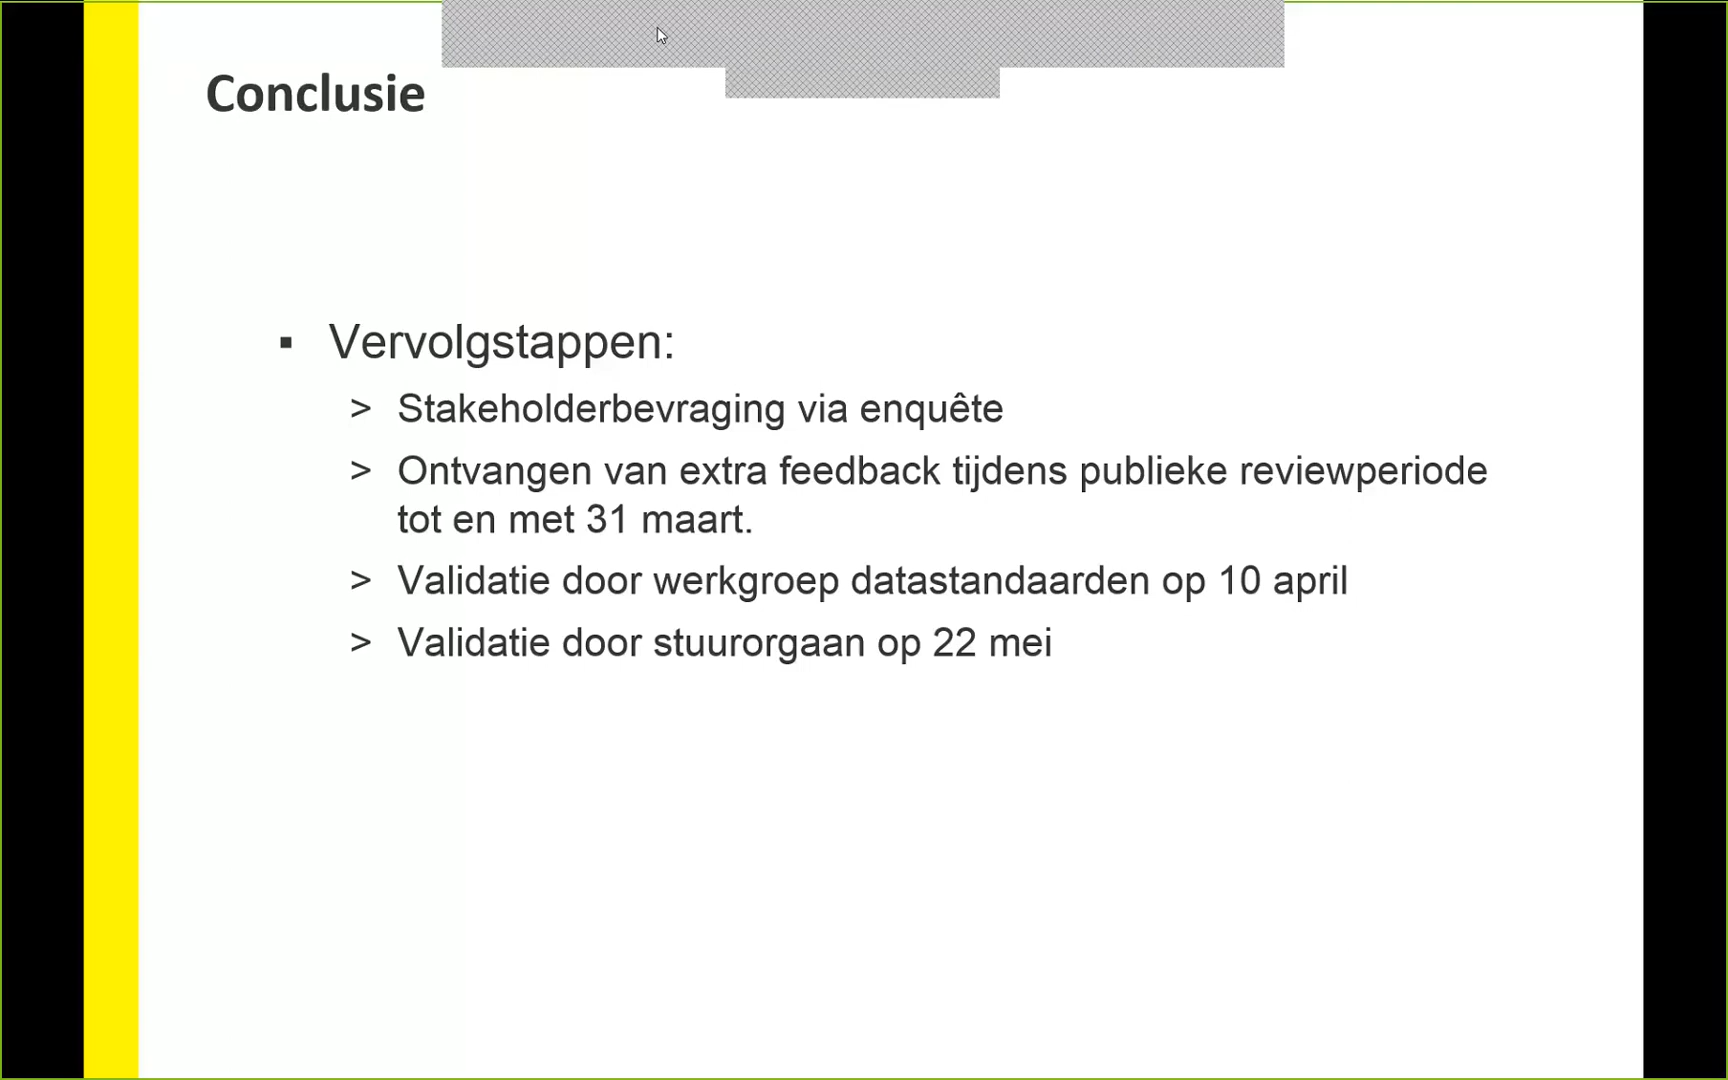 Conclusie
▪ Vervolgstappen:
> Stakeholderbevraging via enquête
> Ontvangen van extra feedback tijdens publieke reviewperiode
tot en met 31 maart.
> Validatie door werkgroep datastandaarden op 10 april
> Validatie door stuurorgaan op 22 mei